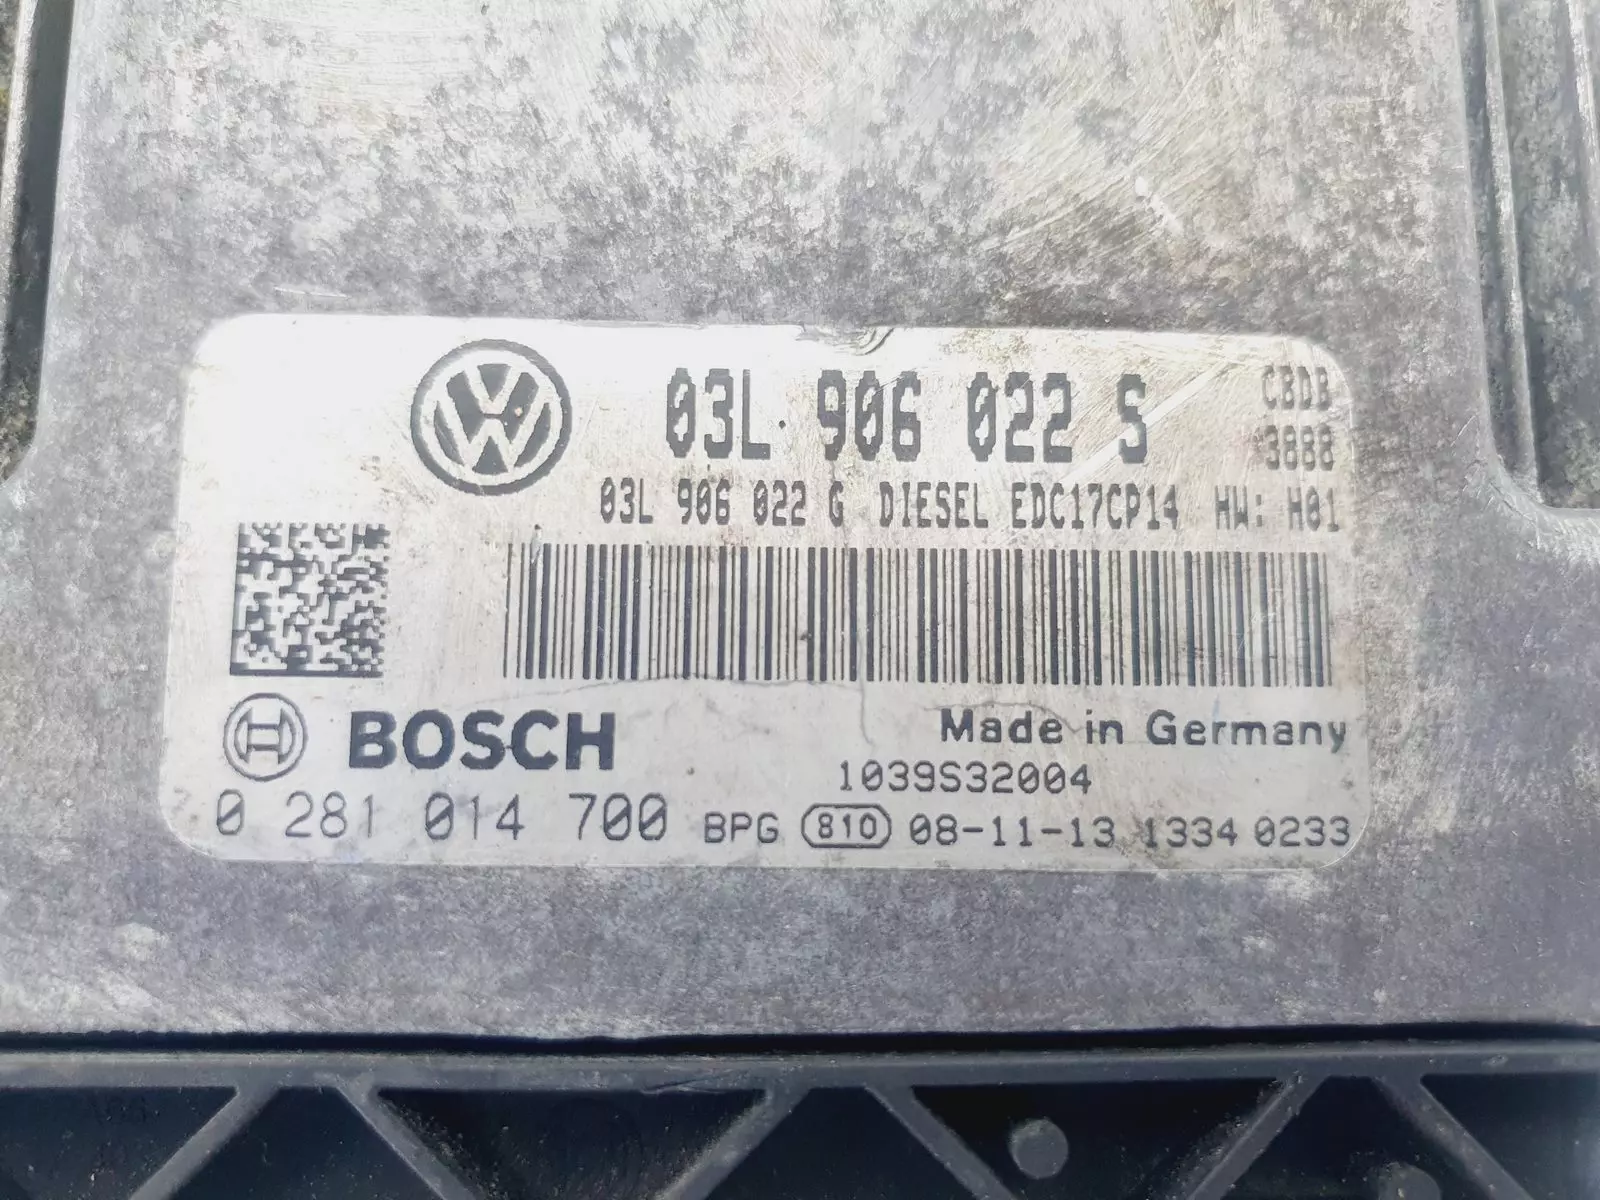 03L 906 022 S
CBDB
3888
03L 906 022 G DIESEL EDC17CP14 HW: H01
BOSCH
Made in Germany
1039S32004
0 281 014 700 BPG 810 08-11-13 1334 0233